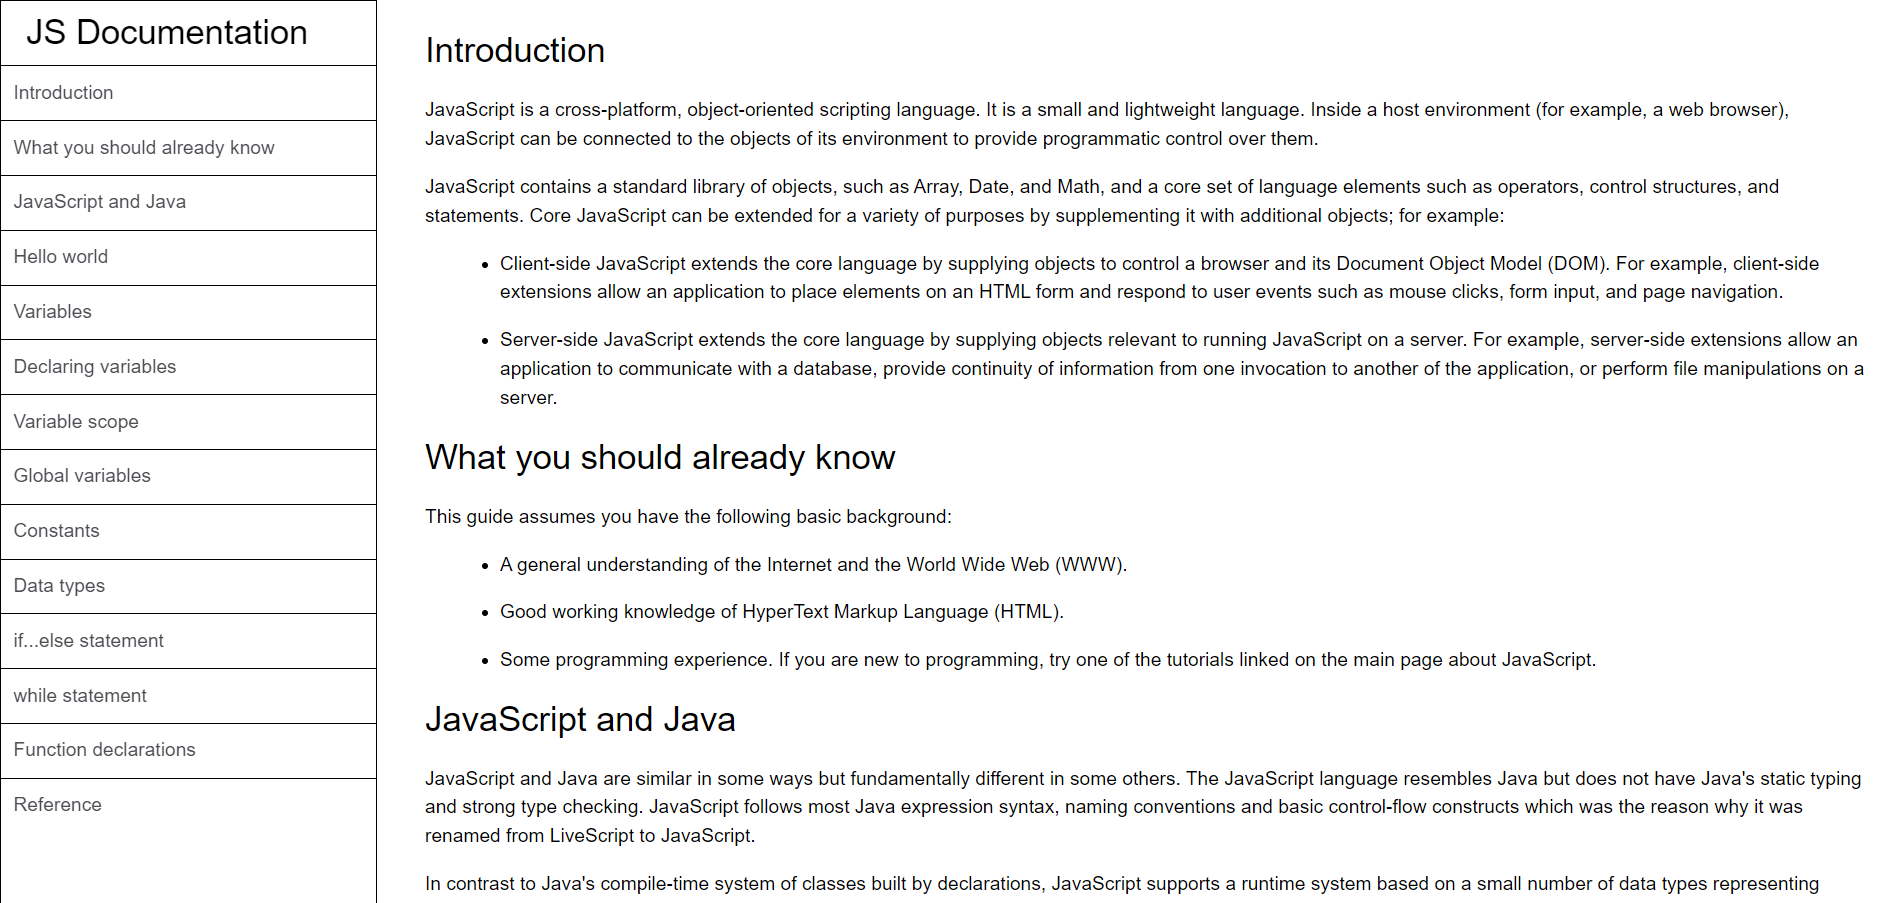 JS Documentation
Introduction
What you should already know
JavaScript and Java
Hello world
Variables
Declaring variables
Variable scope
Global variables
Constants
Data types
if...else statement
while statement
Function declarations
Reference
Introduction
JavaScript is a cross-platform, object-oriented scripting language. It is a small and lightweight language. Inside a host environment (for example, a web browser),
JavaScript can be connected to the objects of its environment to provide programmatic control over them.
JavaScript contains a standard library of objects, such as Array, Date, and Math, and a core set of language elements such as operators, control structures, and
statements. Core JavaScript can be extended for a variety of purposes by supplementing it with additional objects; for example:
• Client-side JavaScript extends the core language by supplying objects to control a browser and its Document Object Model (DOM). For example, client-side
extensions allow an application to place elements on an HTML form and respond to user events such as mouse clicks, form input, and page navigation.
• Server-side JavaScript extends the core language by supplying objects relevant to running JavaScript on a server. For example, server-side extensions allow an
application to communicate with a database, provide continuity of information from one invocation to another of the application, or perform file manipulations on a
server.
What you should already know
This guide assumes you have the following basic background:
• A general understanding of the Internet and the World Wide Web (WWW).
• Good working knowledge of HyperText Markup Language (HTML).
• Some programming experience. If you are new to programming, try one of the tutorials linked on the main page about JavaScript.
JavaScript and Java
JavaScript and Java are similar in some ways but fundamentally different in some others. The JavaScript language resembles Java but does not have Java's static typing
and strong type checking. JavaScript follows most Java expression syntax, naming conventions and basic control-flow constructs which was the reason why it was
renamed from LiveScript to JavaScript.
In contrast to Java's compile-time system of classes built by declarations, JavaScript supports a runtime system based on a small number of data types representing